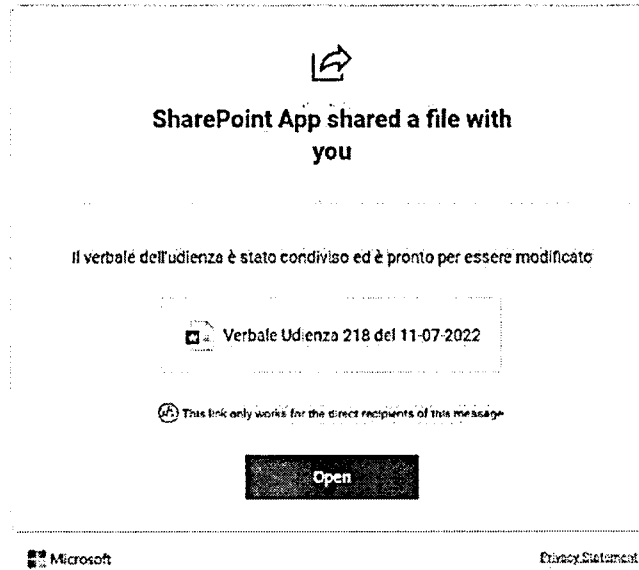 SharePoint App shared a file with
you
Il verbale dell'udienza è stato condiviso ed è pronto per essere modificato
Verbale Udienza 218 del 11-07-2022
This link only works for the direct recipients of this message
Open
Microsoft
Privacy Statement